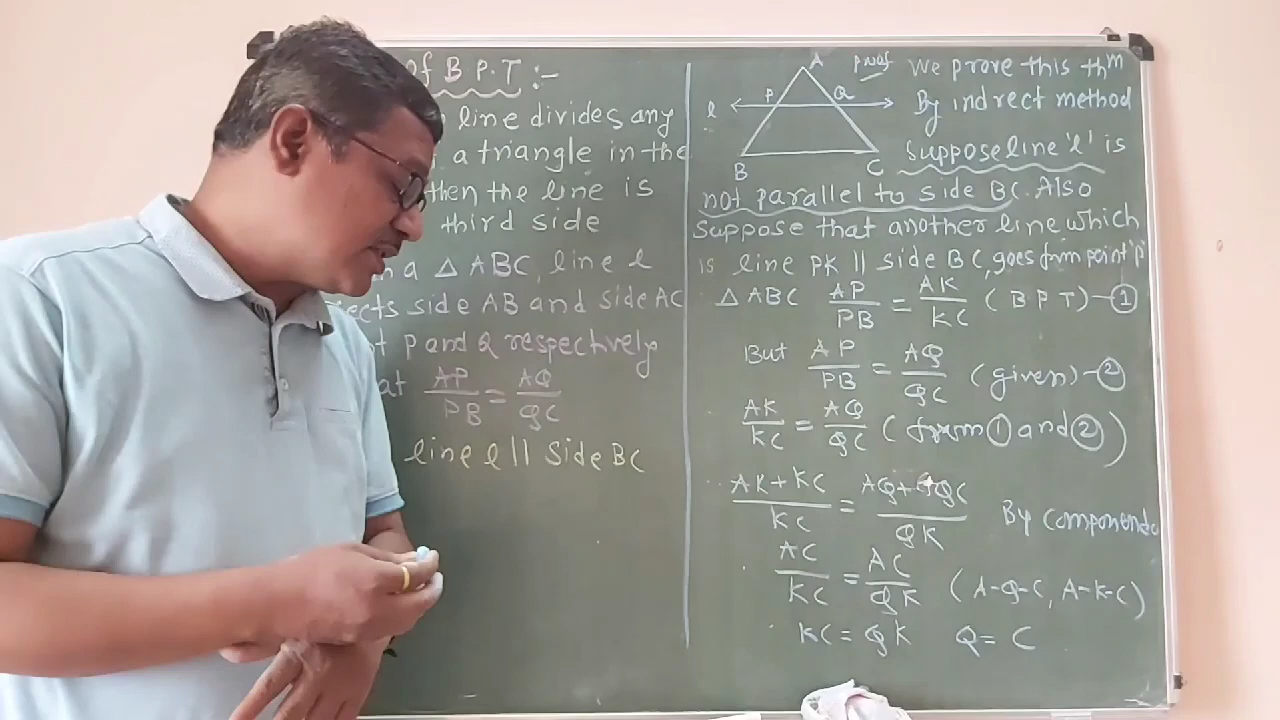 of B P.T :-
line divides any
a triangle in the
then the line is
third side
In a △ ABC, line l
ects side AB and side AC
P and Q respectively
at AP/PB = AQ/QC
line l || Side BC
A
P
Q
l
B
C
proof We prove this thm
By indirect method
Suppose line 'l' is
not parallel to side BC. Also
suppose that another line which
is line PK || side BC, goes from point 'P'
△ ABC AP/PB = AK/KC (B P T) — ①
But AP/PB = AQ/QC (given) — ②
AK/KC = AQ/QC (from ① and ②)
AK+KC/KC = AQ+QC/QK By componendo
AC/KC = AC/QK (A-Q-C, A-K-C)
KC = QK Q = C